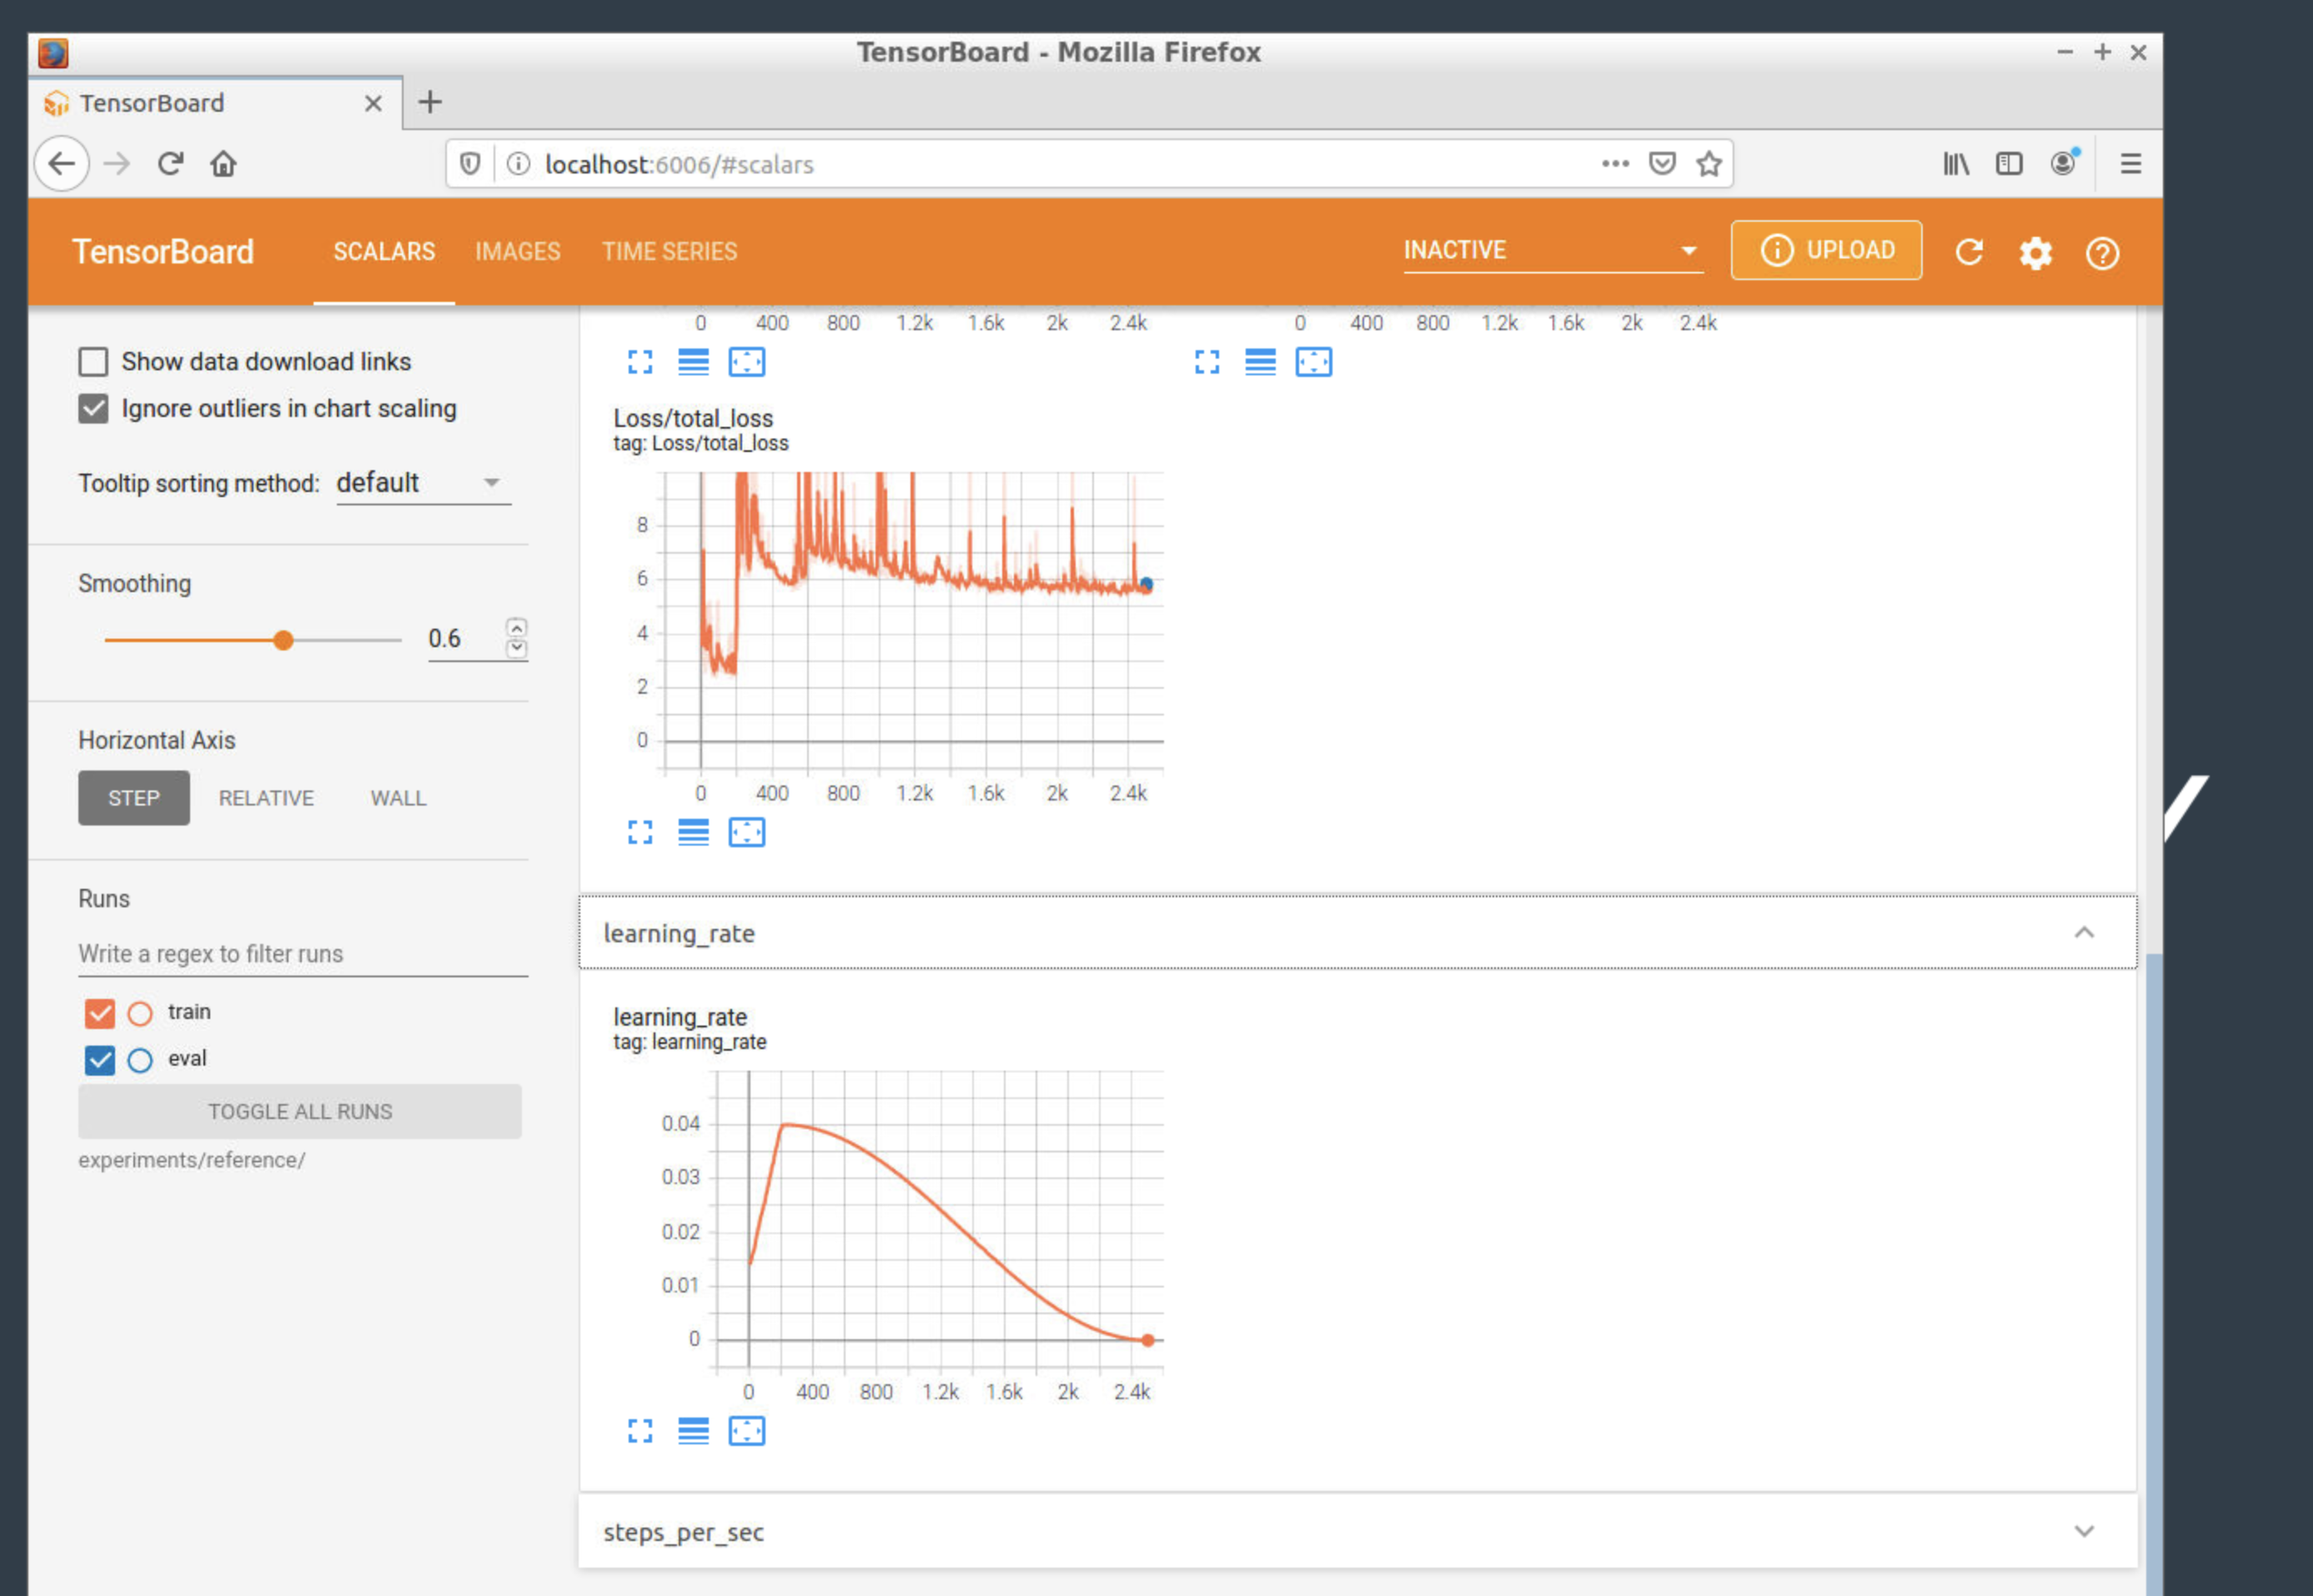 TensorBoard - Mozilla Firefox
TensorBoard
localhost:6006/#scalars
TensorBoard SCALARS IMAGES TIME SERIES INACTIVE UPLOAD
Show data download links
Ignore outliers in chart scaling
Tooltip sorting method: default
Smoothing
0.6
Horizontal Axis
STEP RELATIVE WALL
Runs
Write a regex to filter runs
train
eval
TOGGLE ALL RUNS
experiments/reference/
0 400 800 1.2k 1.6k 2k 2.4k
0 400 800 1.2k 1.6k 2k 2.4k
Loss/total_loss
tag: Loss/total_loss
8
6
4
2
0
0 400 800 1.2k 1.6k 2k 2.4k
learning_rate
learning_rate
tag: learning_rate
0.04
0.03
0.02
0.01
0
0 400 800 1.2k 1.6k 2k 2.4k
steps_per_sec